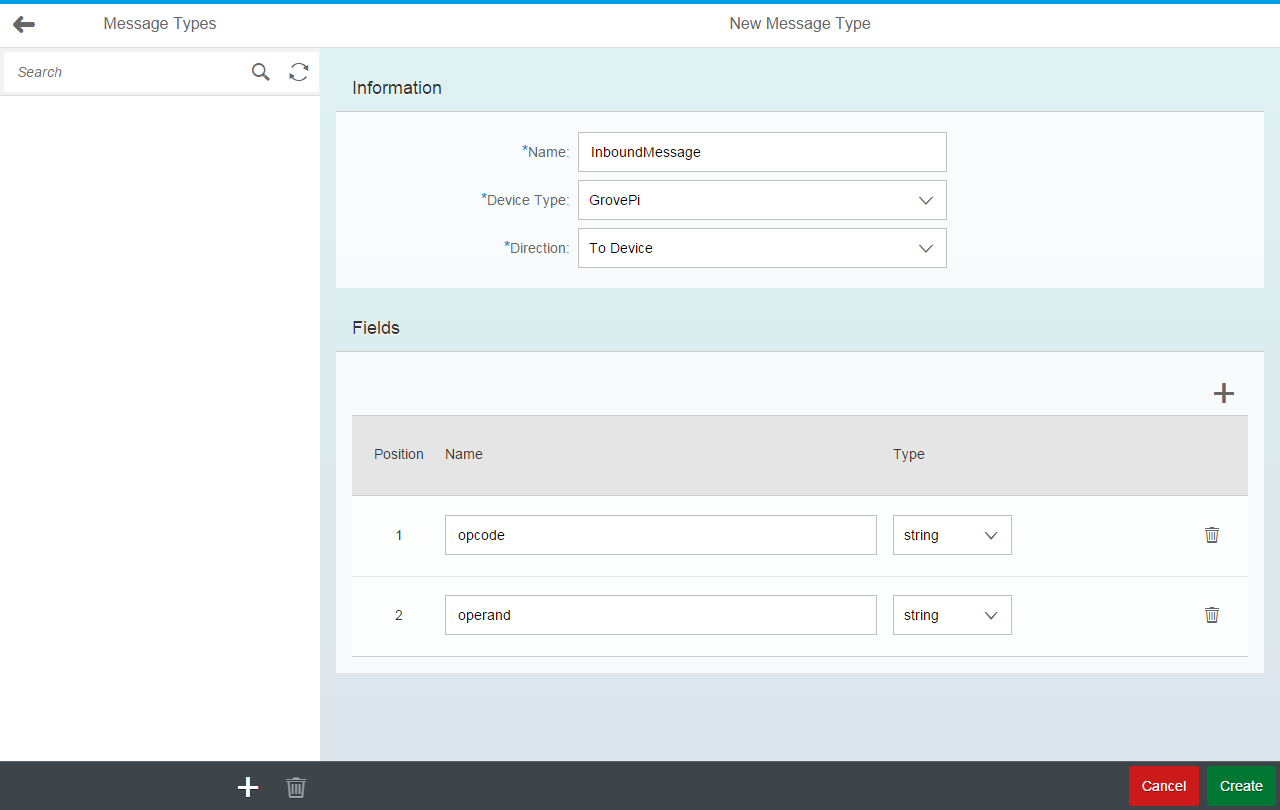 Message Types
New Message Type
Search
Information
*Name: InboundMessage
*Device Type: GrovePi
*Direction: To Device
Fields
Position Name Type
1 opcode string
2 operand string
Cancel Create